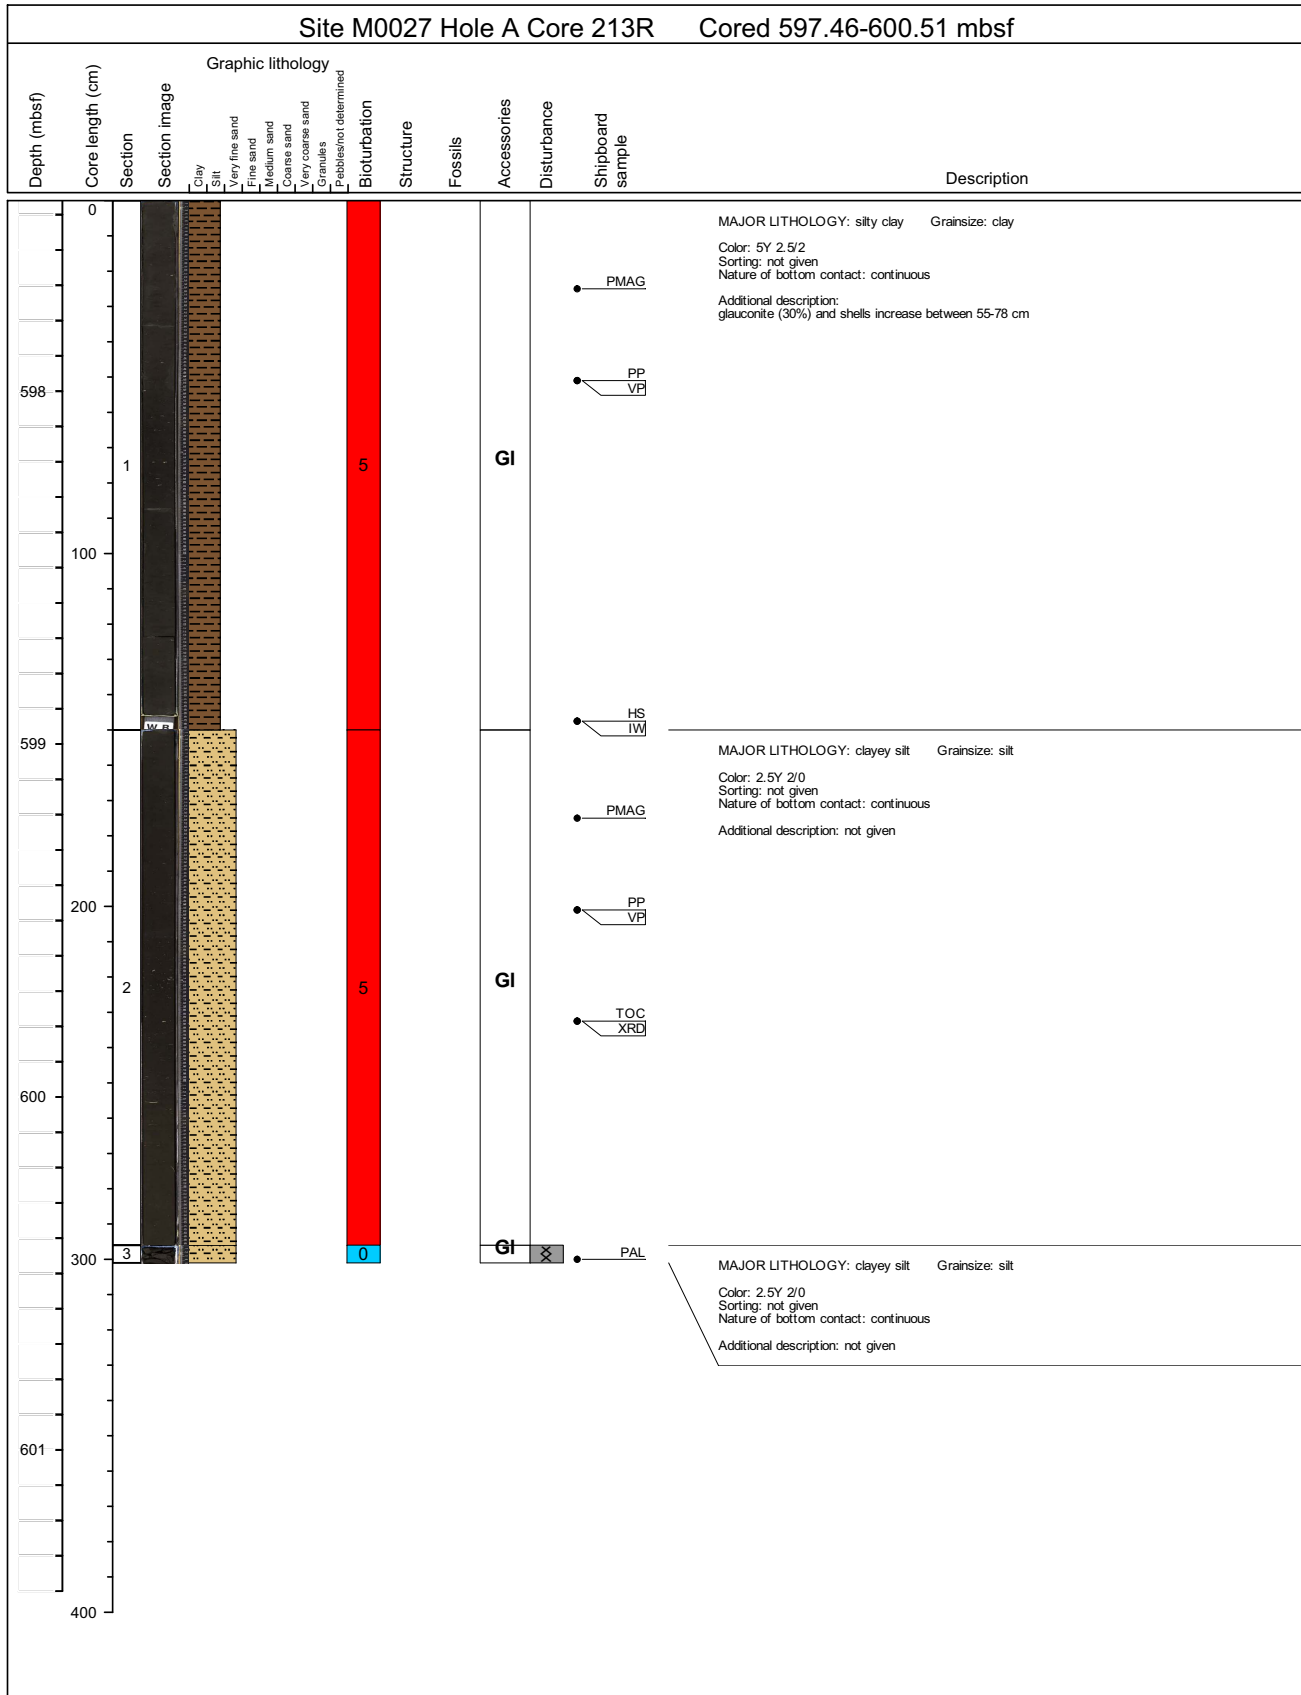 Site M0027 Hole A Core 213R Cored 597.46-600.51 mbsf
Graphic lithology
Depth (mbsf)
Core length (cm)
Section
Section image
Clay
Silt
Very fine sand
Fine sand
Medium sand
Coarse sand
Very coarse sand
Granules
Pebbles/not determined
Bioturbation
Structure
Fossils
Accessories
Disturbance
Shipboard
sample
Description
0
MAJOR LITHOLOGY: silty clay Grainsize: clay
Color: 5Y 2.5/2
Sorting: not given
Nature of bottom contact: continuous
Additional description:
glauconite (30%) and shells increase between 55-78 cm
PMAG
PP
VP
598
1
5
Gl
100
HS
IW
W R
599
MAJOR LITHOLOGY: clayey silt Grainsize: silt
Color: 2.5Y 2/0
Sorting: not given
Nature of bottom contact: continuous
Additional description: not given
PMAG
200
PP
VP
2
5
Gl
TOC
XRD
600
300
3
0
Gl
PAL
MAJOR LITHOLOGY: clayey silt Grainsize: silt
Color: 2.5Y 2/0
Sorting: not given
Nature of bottom contact: continuous
Additional description: not given
601
400